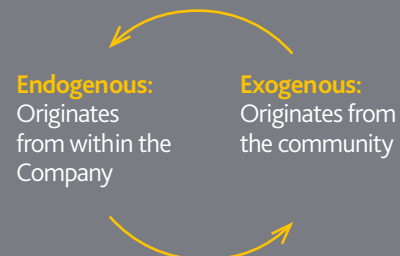 Endogenous:
Originates
from within the
Company
Exogenous:
Originates from
the community